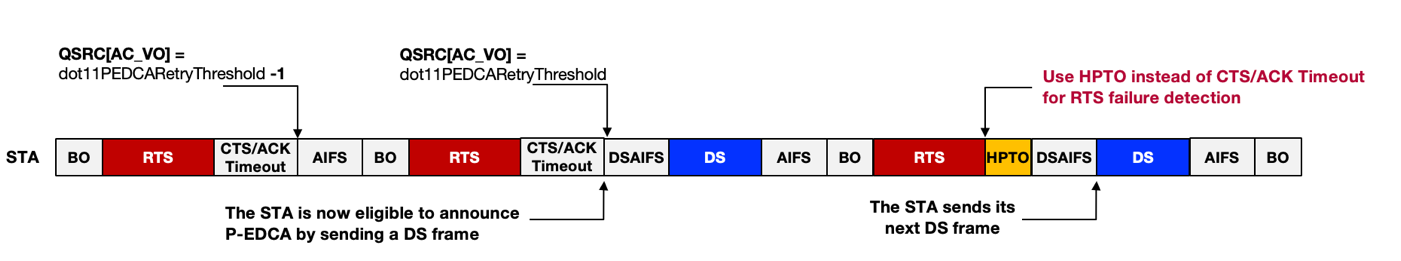 QSRC[AC_VO] =
dot11PEDCARetryThreshold -1
QSRC[AC_VO] =
dot11PEDCARetryThreshold
Use HPTO instead of CTS/ACK Timeout
for RTS failure detection
STA
BO
RTS
CTS/ACK
Timeout
AIFS
BO
RTS
CTS/ACK
Timeout
DSAIFS
DS
AIFS
BO
RTS
HPTO
DSAIFS
DS
AIFS
BO
The STA is now eligible to announce
P-EDCA by sending a DS frame
The STA sends its
next DS frame